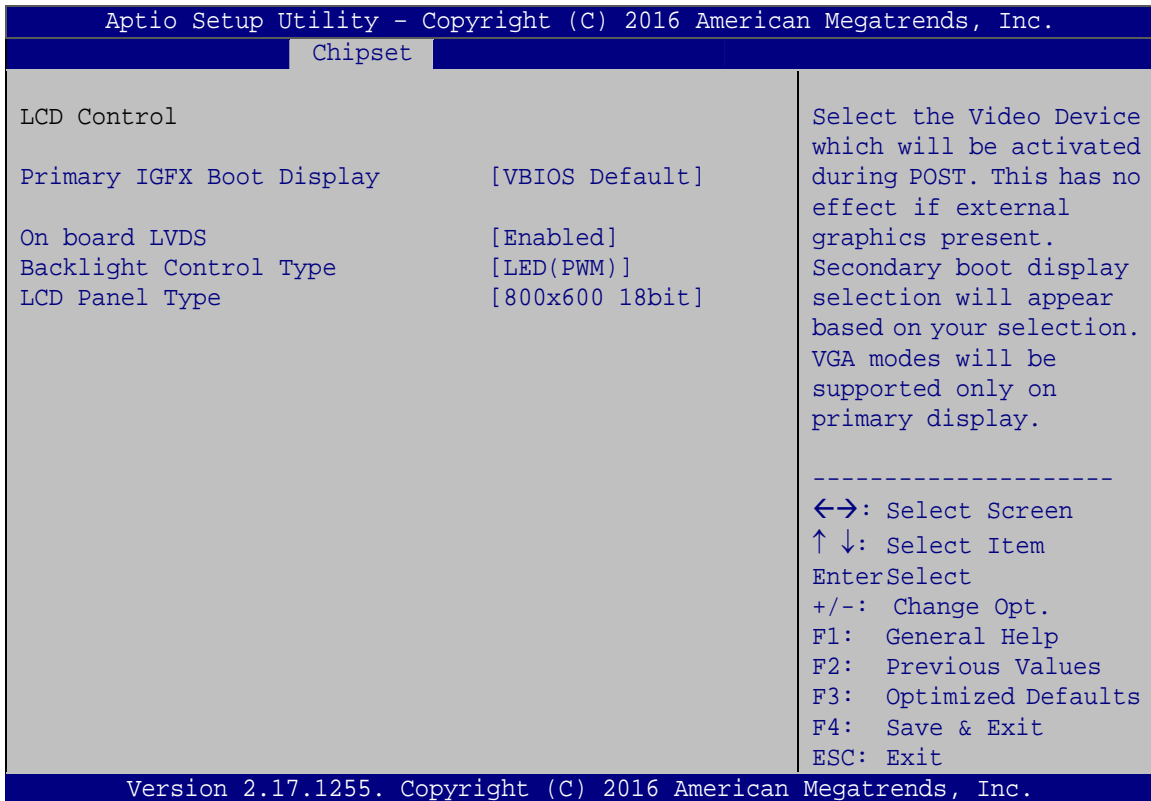 Aptio Setup Utility – Copyright (C) 2016 American Megatrends, Inc.
Chipset
LCD Control
Primary IGFX Boot Display [VBIOS Default]
On board LVDS [Enabled]
Backlight Control Type [LED(PWM)]
LCD Panel Type [800x600 18bit]
Select the Video Device
which will be activated
during POST. This has no
effect if external
graphics present.
Secondary boot display
selection will appear
based on your selection.
VGA modes will be
supported only on
primary display.
---------------------
←→: Select Screen
↑ ↓: Select Item
EnterSelect
+/-: Change Opt.
F1: General Help
F2: Previous Values
F3: Optimized Defaults
F4: Save & Exit
ESC: Exit
Version 2.17.1255. Copyright (C) 2016 American Megatrends, Inc.